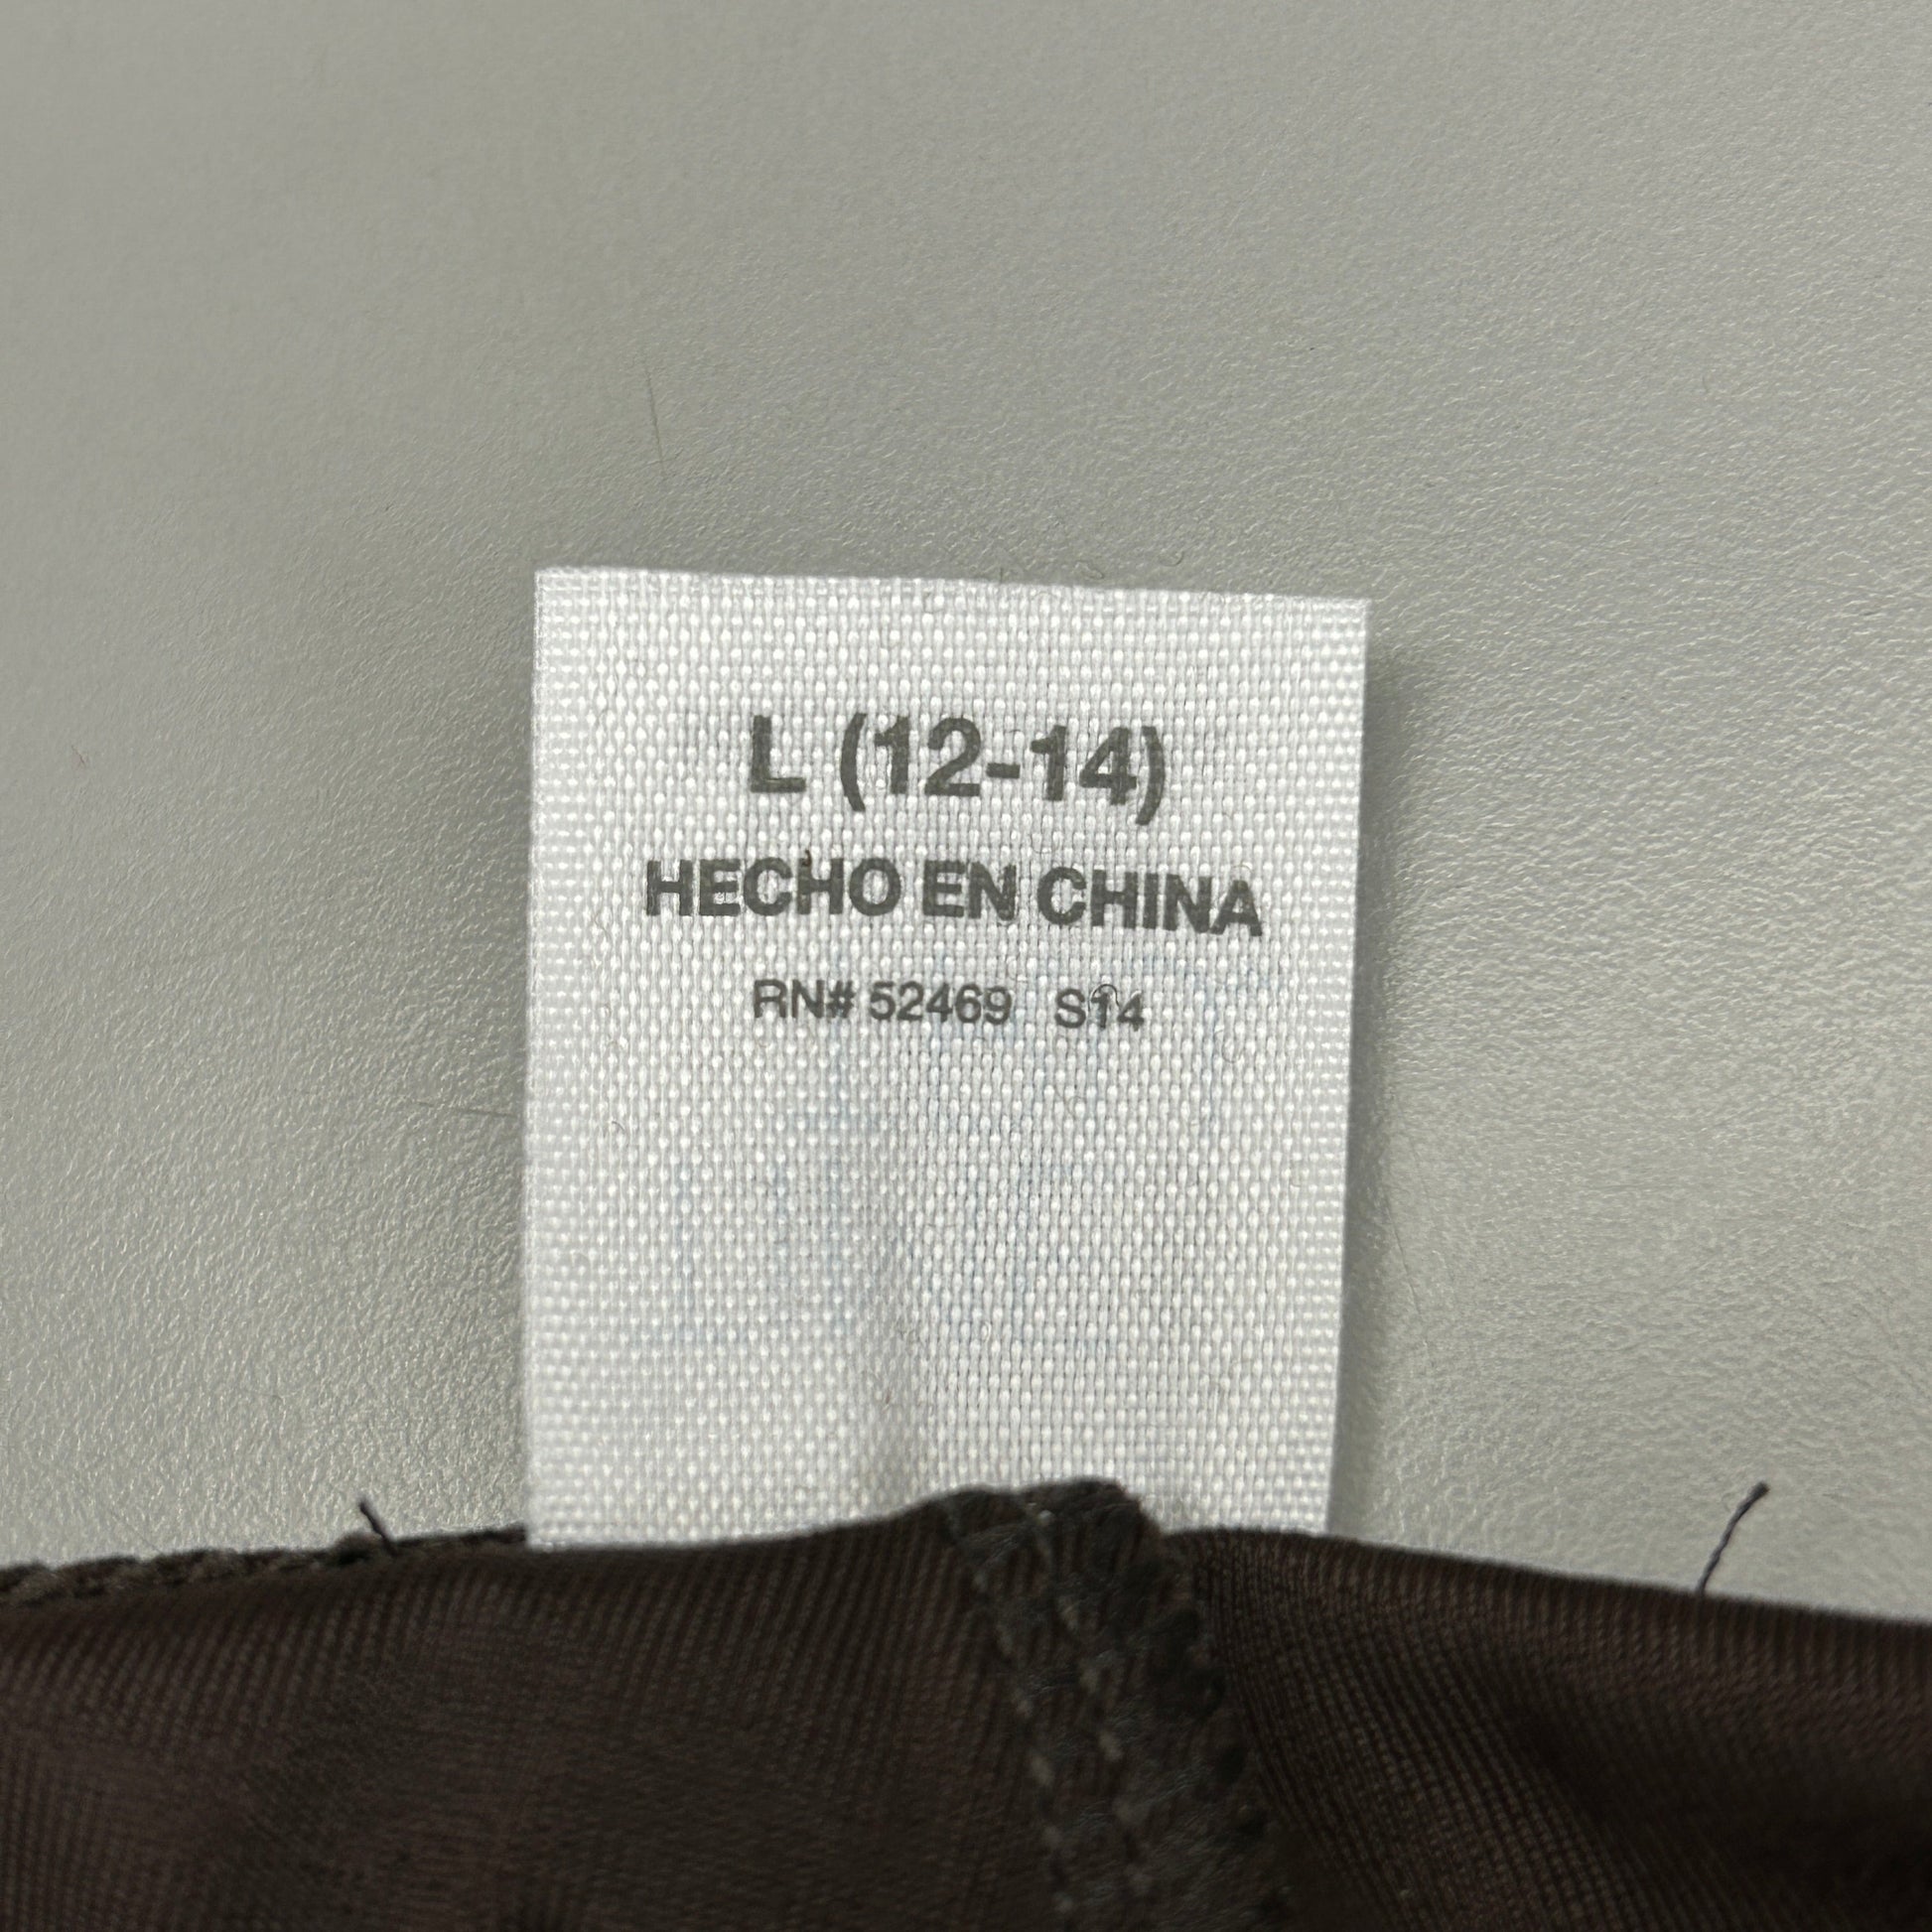 L (12-14)
HECHO EN CHINA
RN# 52469 S14